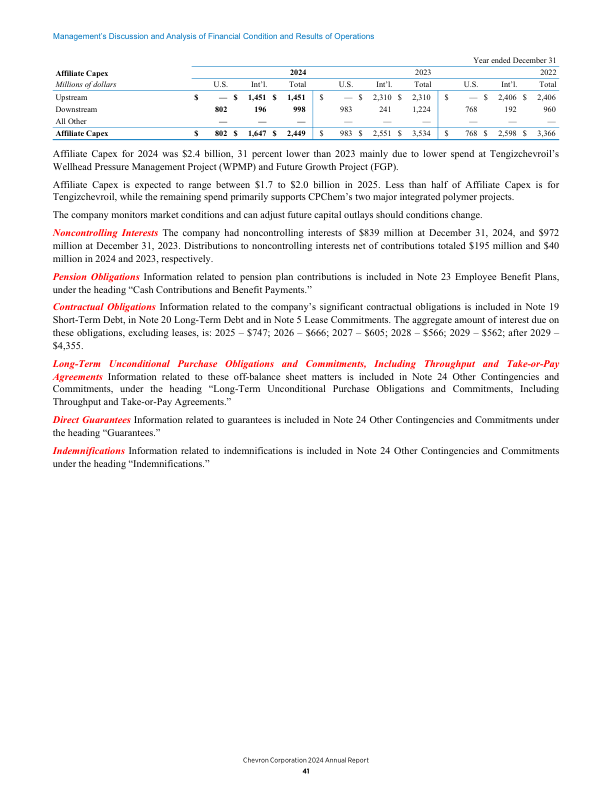 Management's Discussion and Analysis of Financial Condition and Results of Operations
Year ended December 31
Affiliate Capex 2024 2023 2022
Millions of dollars U.S. Int'l. Total U.S. Int'l. Total U.S. Int'l. Total
Upstream $ — $ 1,451 $ 1,451 $ — $ 2,310 $ 2,310 $ — $ 2,406 $ 2,406
Downstream 802 196 998 983 241 1,224 768 192 960
All Other — — — — — — — — —
Affiliate Capex $ 802 $ 1,647 $ 2,449 $ 983 $ 2,551 $ 3,534 $ 768 $ 2,598 $ 3,366
Affiliate Capex for 2024 was $2.4 billion, 31 percent lower than 2023 mainly due to lower spend at Tengizchevroil's
Wellhead Pressure Management Project (WPMP) and Future Growth Project (FGP).
Affiliate Capex is expected to range between $1.7 to $2.0 billion in 2025. Less than half of Affiliate Capex is for
Tengizchevroil, while the remaining spend primarily supports CPChem's two major integrated polymer projects.
The company monitors market conditions and can adjust future capital outlays should conditions change.
Noncontrolling Interests The company had noncontrolling interests of $839 million at December 31, 2024, and $972
million at December 31, 2023. Distributions to noncontrolling interests net of contributions totaled $195 million and $40
million in 2024 and 2023, respectively.
Pension Obligations Information related to pension plan contributions is included in Note 23 Employee Benefit Plans,
under the heading "Cash Contributions and Benefit Payments."
Contractual Obligations Information related to the company's significant contractual obligations is included in Note 19
Short-Term Debt, in Note 20 Long-Term Debt and in Note 5 Lease Commitments. The aggregate amount of interest due on
these obligations, excluding leases, is: 2025 – $747; 2026 – $666; 2027 – $605; 2028 – $566; 2029 – $562; after 2029 –
$4,355.
Long-Term Unconditional Purchase Obligations and Commitments, Including Throughput and Take-or-Pay
Agreements Information related to these off-balance sheet matters is included in Note 24 Other Contingencies and
Commitments, under the heading "Long-Term Unconditional Purchase Obligations and Commitments, Including
Throughput and Take-or-Pay Agreements."
Direct Guarantees Information related to guarantees is included in Note 24 Other Contingencies and Commitments under
the heading "Guarantees."
Indemnifications Information related to indemnifications is included in Note 24 Other Contingencies and Commitments
under the heading "Indemnifications."
Chevron Corporation 2024 Annual Report
41